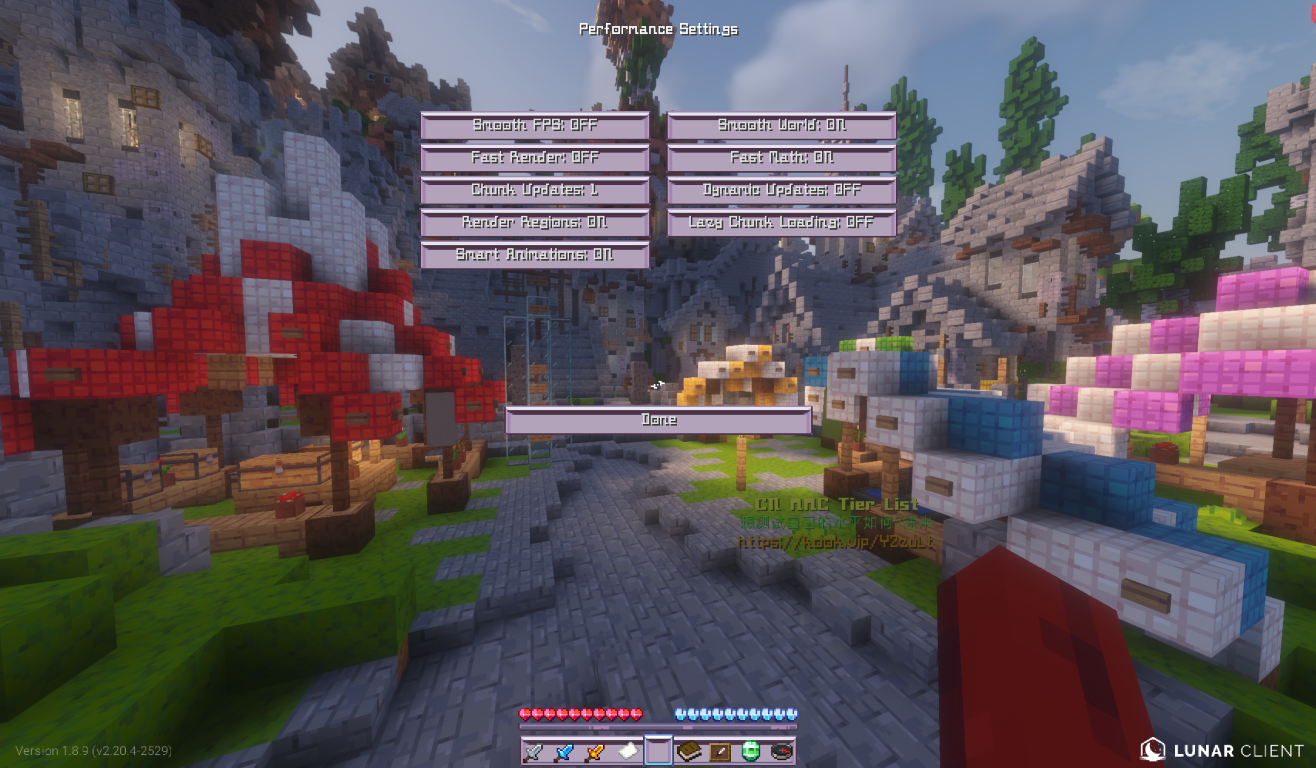 Performance Settings
Smooth FPS: OFF
Smooth World: ON
Fast Render: OFF
Fast Math: ON
Chunk Updates: 1
Dynamic Updates: OFF
Render Regions: ON
Lazy Chunk Loading: OFF
Smart Animations: ON
Done
CN Tier List
Version 1.8.9 (v2.20.4-2529)
LUNAR CLIENT